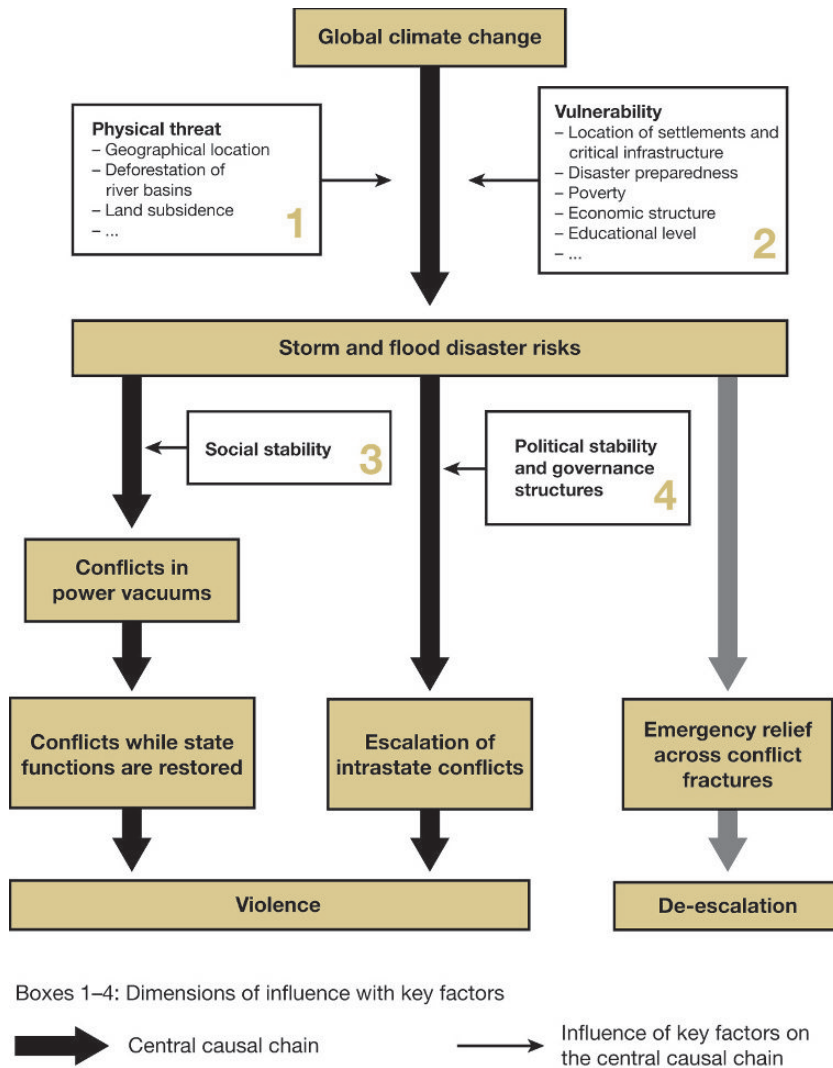 Global climate change
Physical threat
– Geographical location
– Deforestation of
river basins
– Land subsidence
– ...
1
Vulnerability
– Location of settlements and
critical infrastructure
– Disaster preparedness
– Poverty
– Economic structure
– Educational level
– ...
2
Storm and flood disaster risks
Social stability
3
Political stability
and governance
structures
4
Conflicts in
power vacuums
Conflicts while state
functions are restored
Escalation of
intrastate conflicts
Emergency relief
across conflict
fractures
Violence
De-escalation
Boxes 1–4: Dimensions of influence with key factors
Central causal chain
Influence of key factors on
the central causal chain